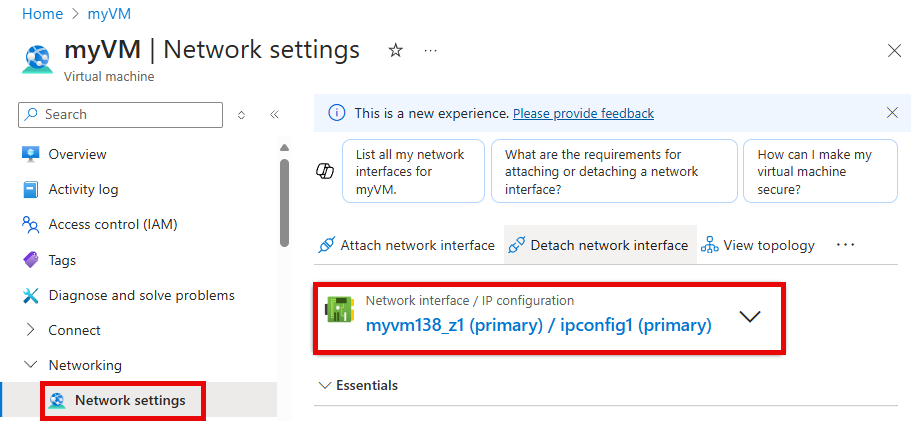 Home > myVM
myVM | Network settings
Virtual machine
Search
Overview
Activity log
Access control (IAM)
Tags
Diagnose and solve problems
Connect
Networking
Network settings
This is a new experience. Please provide feedback
List all my network
interfaces for
myVM.
What are the requirements for
attaching or detaching a network
interface?
How can I make my
virtual machine
secure?
Attach network interface
Detach network interface
View topology
Network interface / IP configuration
myvm138_z1 (primary) / ipconfig1 (primary)
Essentials